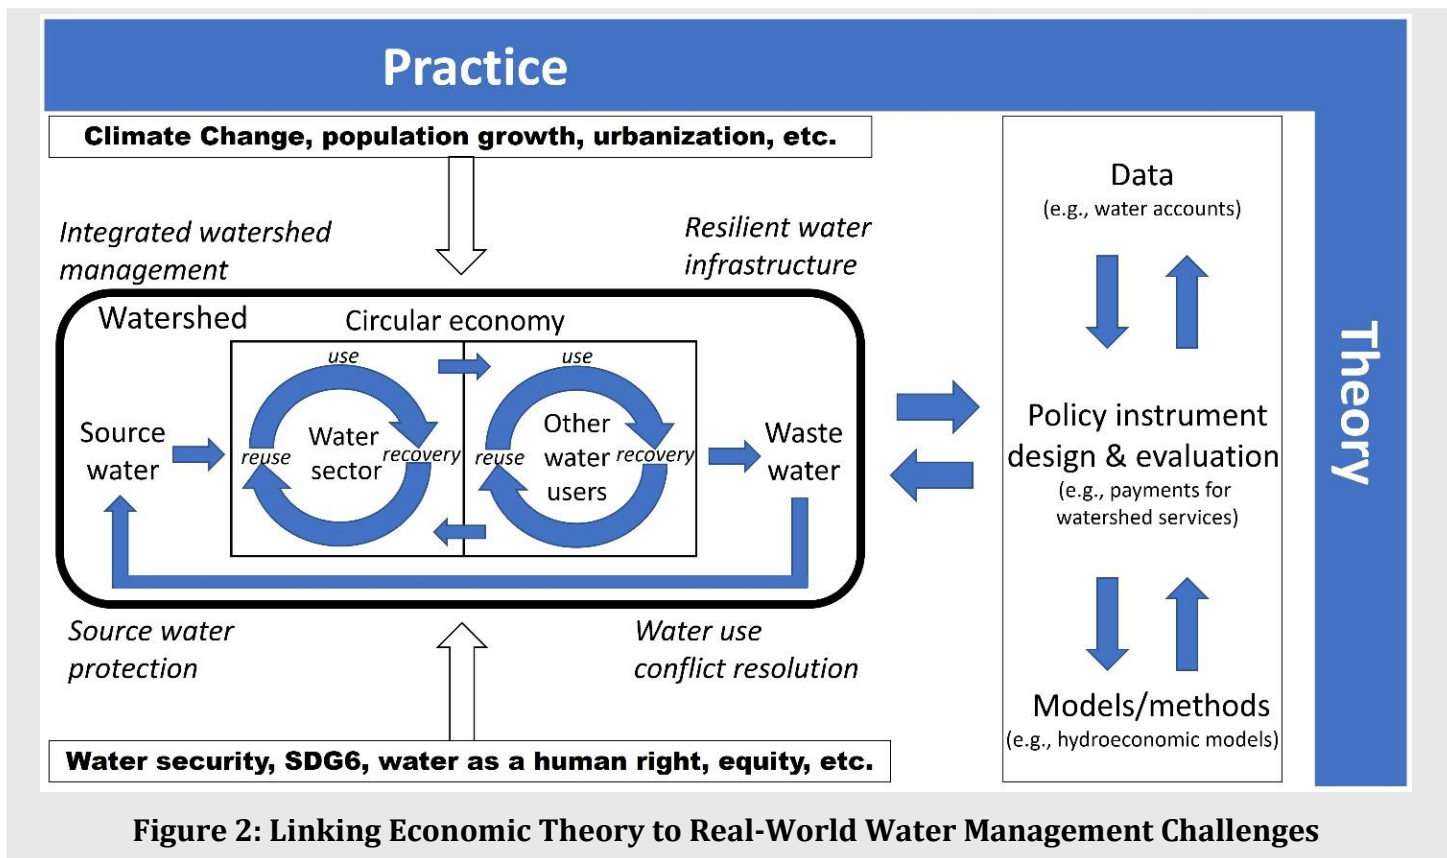 Practice
Climate Change, population growth, urbanization, etc.
Integrated watershed
management
Resilient water
infrastructure
Watershed
Circular economy
Source
water
use
reuse
Water
sector
recovery
use
reuse
Other
water
users
recovery
Waste
water
Source water
protection
Water use
conflict resolution
Water security, SDG6, water as a human right, equity, etc.
Data
(e.g., water accounts)
Policy instrument
design & evaluation
(e.g., payments for
watershed services)
Models/methods
(e.g., hydroeconomic models)
Theory
Figure 2: Linking Economic Theory to Real-World Water Management Challenges